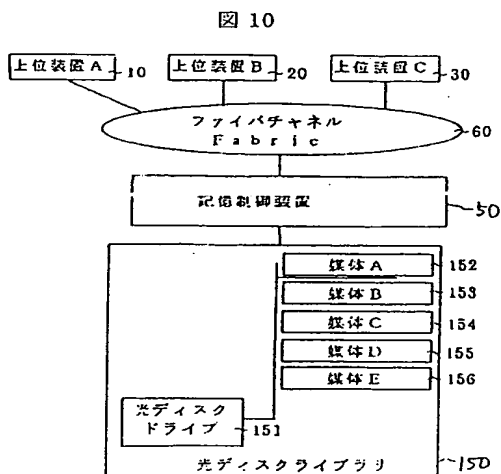 図 10
上位装置A 10
上位装置B 20
上位装置C 30
ファイバチャネル
Fabric
60
記憶制御装置
50
媒体A 152
媒体B 153
媒体C 154
媒体D 155
媒体E 156
光ディスク
ドライブ
151
光ディスクライブラリ
150